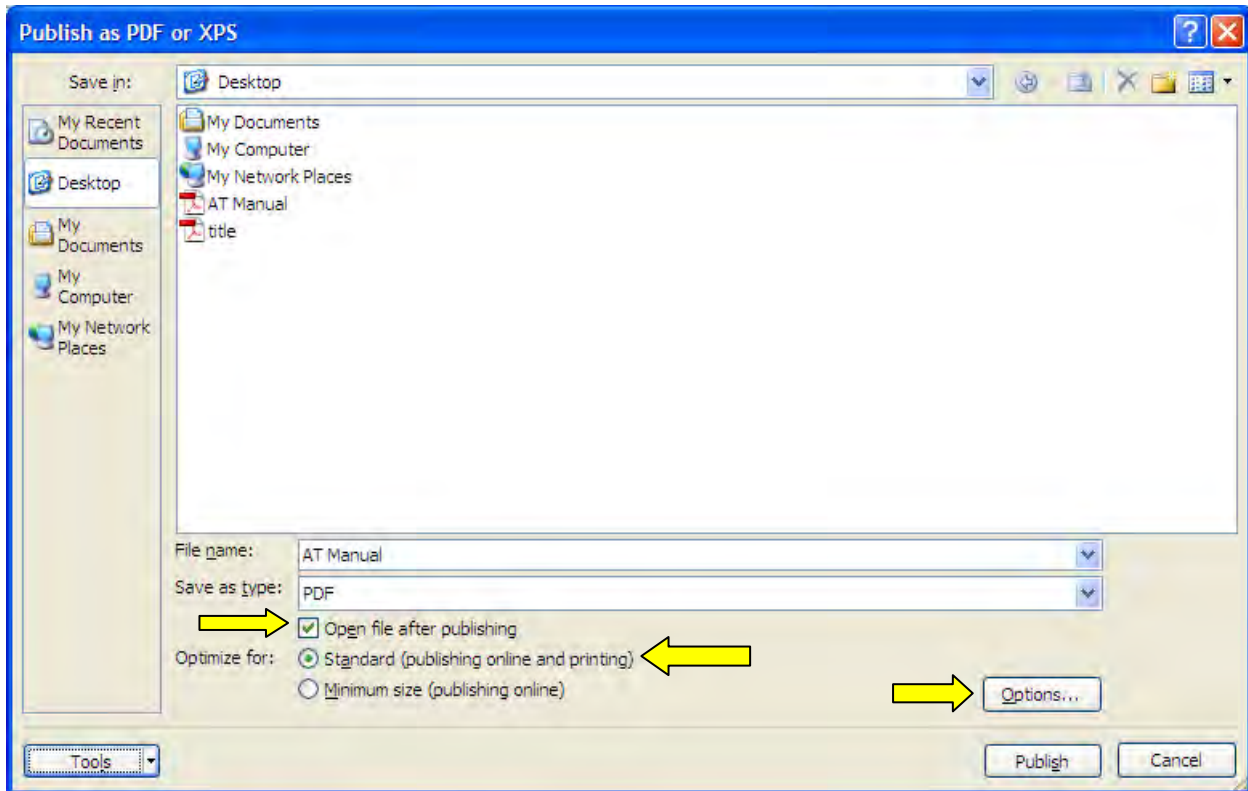 Publish as PDF or XPS
?
Save in:
Desktop
My Recent
Documents
Desktop
My
Documents
My
Computer
My Network
Places
My Documents
My Computer
My Network Places
AT Manual
title
File name:
AT Manual
Save as type:
PDF
Open file after publishing
Optimize for:
Standard (publishing online and printing)
Minimum size (publishing online)
Options...
Tools
Publish
Cancel